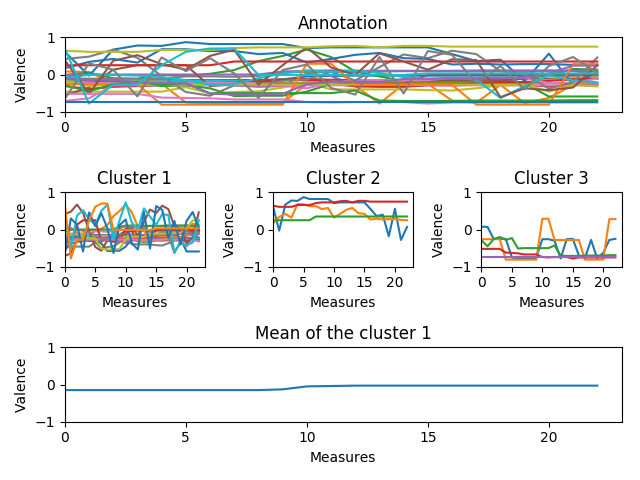 Annotation
Valence
1
0
−1
0 5 10 15 20
Measures
Cluster 1 Cluster 2 Cluster 3
Valence Valence Valence
1 1 1
0 0 0
−1 −1 −1
0 5 10 15 20 0 5 10 15 20 0 5 10 15 20
Measures Measures Measures
Mean of the cluster 1
Valence
1
0
−1
0 5 10 15 20
Measures